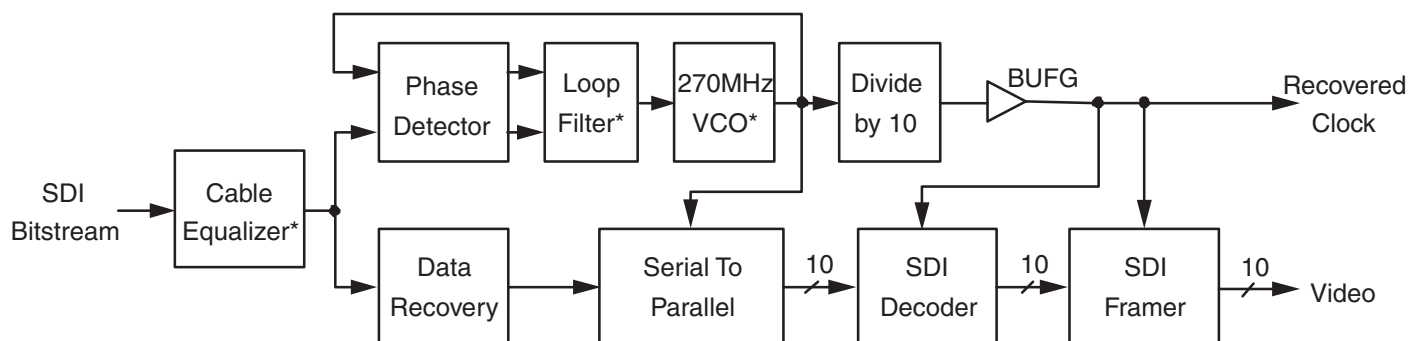 Phase
Detector
Loop
Filter*
270MHz
VCO*
Divide
by 10
BUFG
Recovered
Clock
SDI
Bitstream
Cable
Equalizer*
Data
Recovery
Serial To
Parallel
10
SDI
Decoder
10
SDI
Framer
10
Video